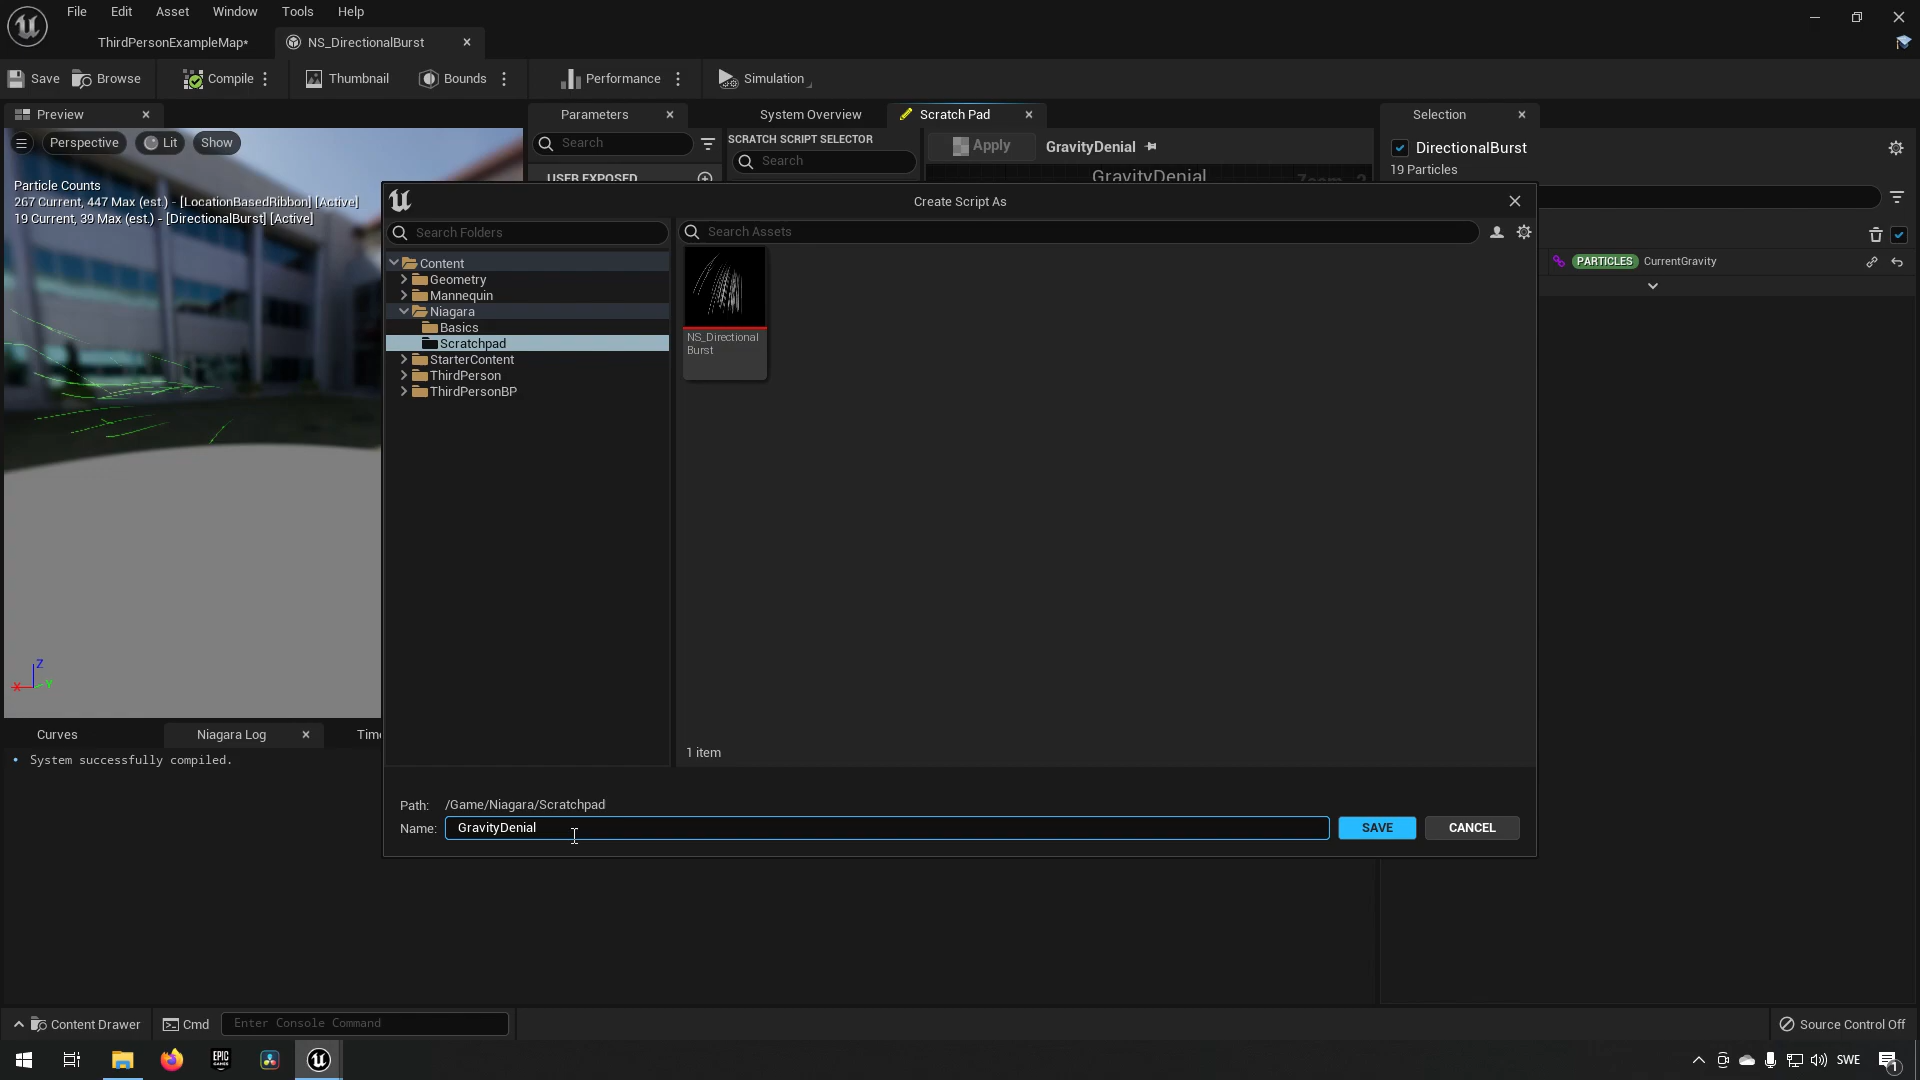 File Edit Asset Window Tools Help
ThirdPersonExampleMap* NS_DirectionalBurst
Save Browse Compile Thumbnail Bounds Performance Simulation
Preview Parameters System Overview Scratch Pad Selection
Perspective Lit Show
Search
SCRATCH SCRIPT SELECTOR
Search
Apply GravityDenial
DirectionalBurst
19 Particles
USER EXPOSED
GravityDenial
Particle Counts
267 Current, 447 Max (est.) - [LocationBasedRibbon] [Active]
19 Current, 39 Max (est.) - [DirectionalBurst] [Active]
Create Script As
Search Folders
Search Assets
Content
Geometry
Mannequin
Niagara
Basics
Scratchpad
StarterContent
ThirdPerson
ThirdPersonBP
NS_Directional
Burst
PARTICLES CurrentGravity
Z
X
Y
1 item
Curves Niagara Log
• System successfully compiled.
Path: /Game/Niagara/Scratchpad
Name: GravityDenial
SAVE CANCEL
Content Drawer Cmd Enter Console Command Source Control Off
EPIC
GAMES
SWE
1